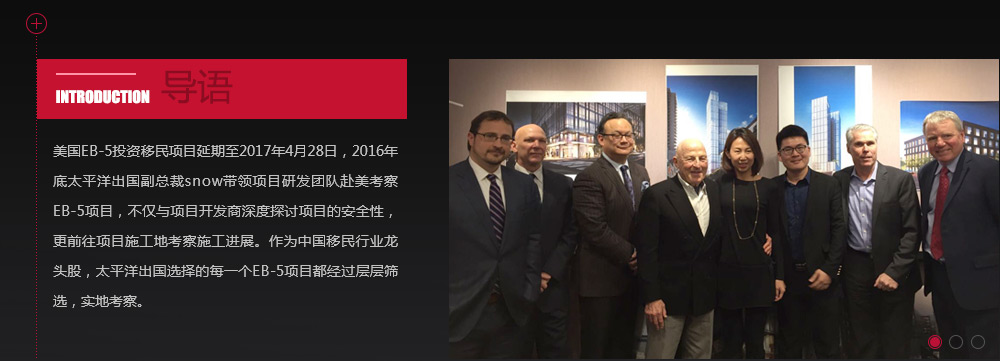 INTRODUCTION 导语
美国EB-5投资移民项目延期至2017年4月28日，2016年
底太平洋出国副总裁snow带领项目研发团队赴美考察
EB-5项目，不仅与项目开发商深度探讨项目的安全性，
更前往项目施工地考察施工进展。作为中国移民行业龙
头股，太平洋出国选择的每一个EB-5项目都经过层层筛
选，实地考察。